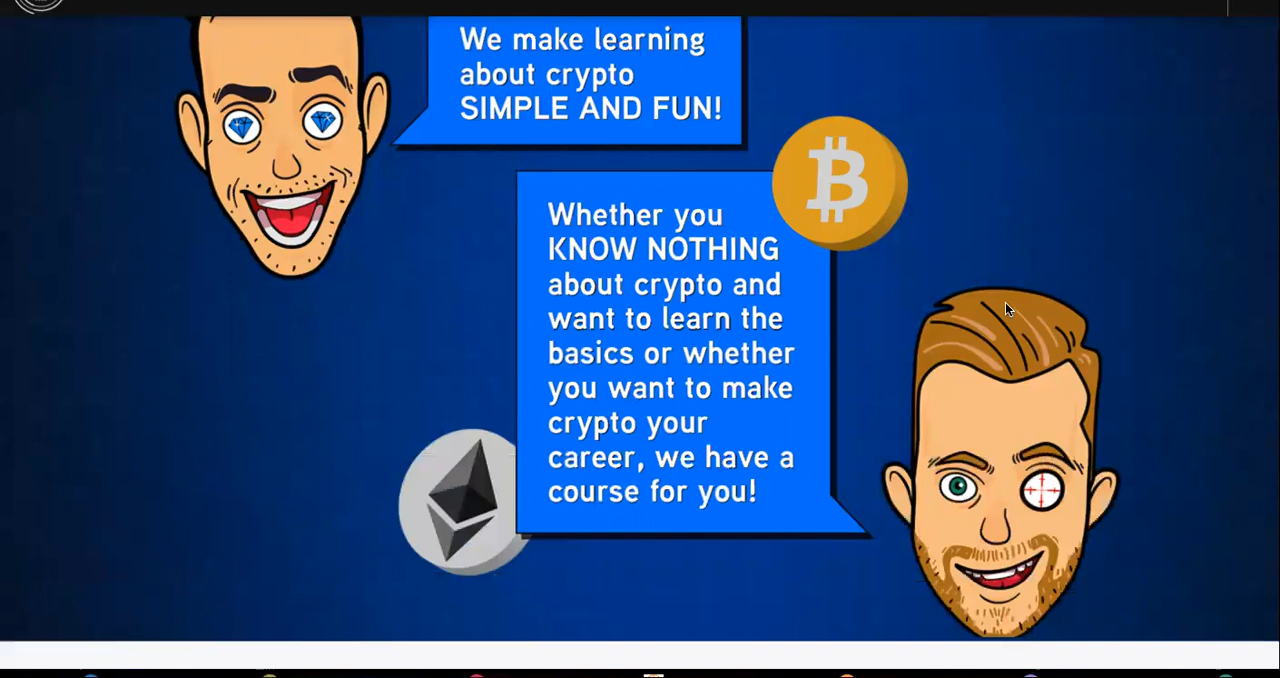 We make learning
about crypto
SIMPLE AND FUN!
Whether you
KNOW NOTHING
about crypto and
want to learn the
basics or whether
you want to make
crypto your
career, we have a
course for you!